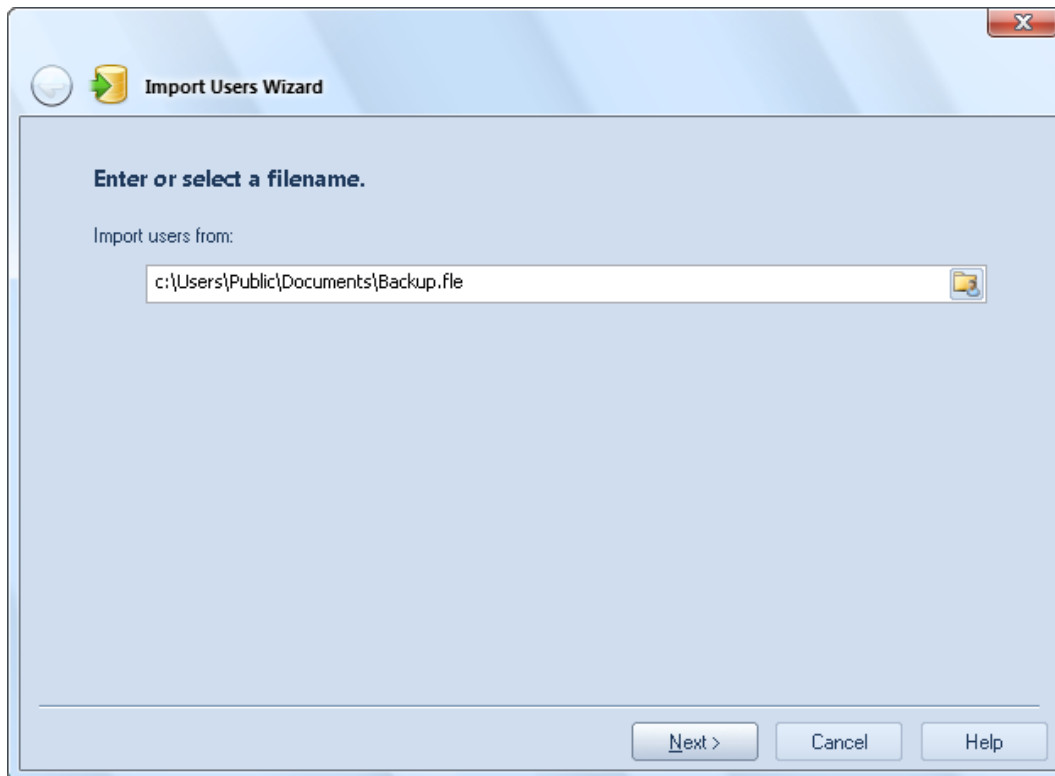 Import Users Wizard
Enter or select a filename.
Import users from:
c:\Users\Public\Documents\Backup.fle
Next > Cancel Help